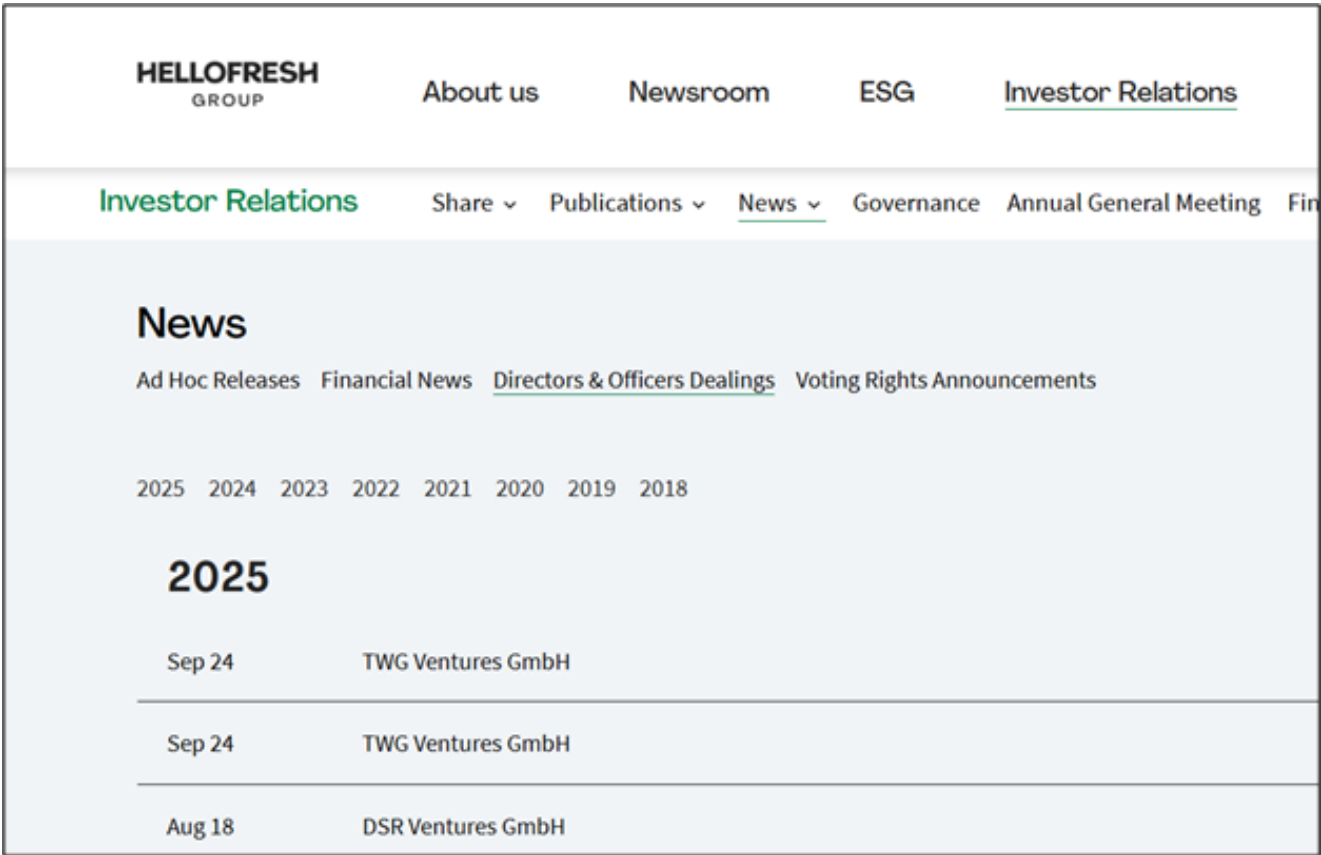 HELLOFRESH
GROUP
About us Newsroom ESG Investor Relations
Investor Relations Share Publications News Governance Annual General Meeting Fin
News
Ad Hoc Releases Financial News Directors & Officers Dealings Voting Rights Announcements
2025 2024 2023 2022 2021 2020 2019 2018
2025
Sep 24 TWG Ventures GmbH
Sep 24 TWG Ventures GmbH
Aug 18 DSR Ventures GmbH